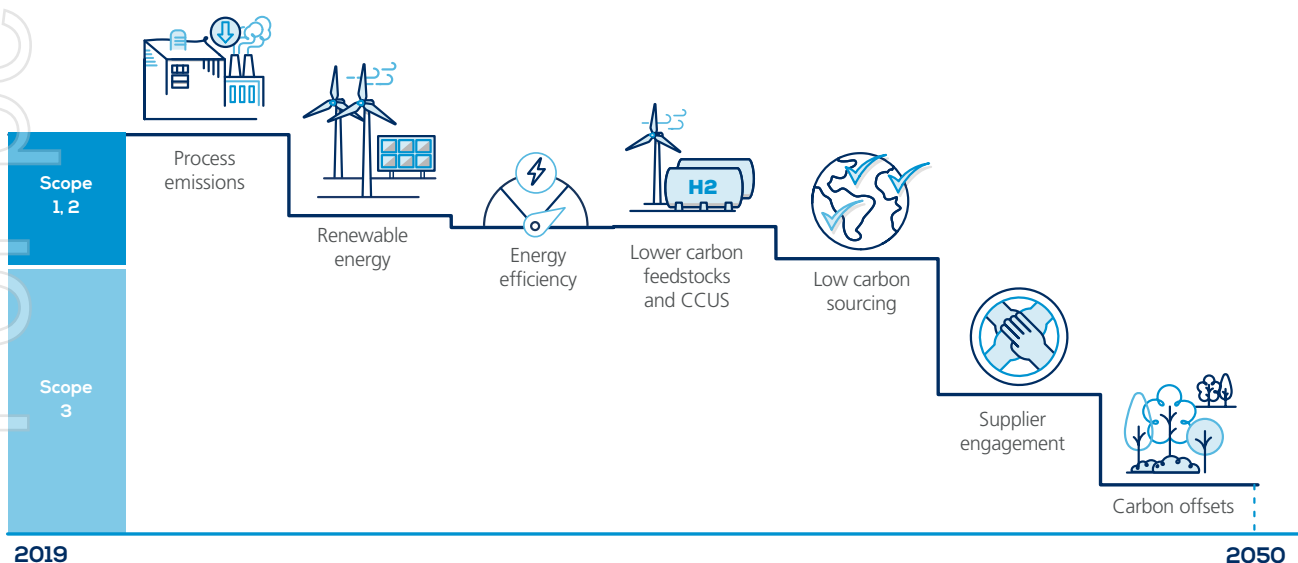 Process
emissions
Scope
1, 2
Renewable
energy
Energy
efficiency
H2
Lower carbon
feedstocks
and CCUS
Low carbon
sourcing
Scope
3
Supplier
engagement
Carbon offsets
2019
2050